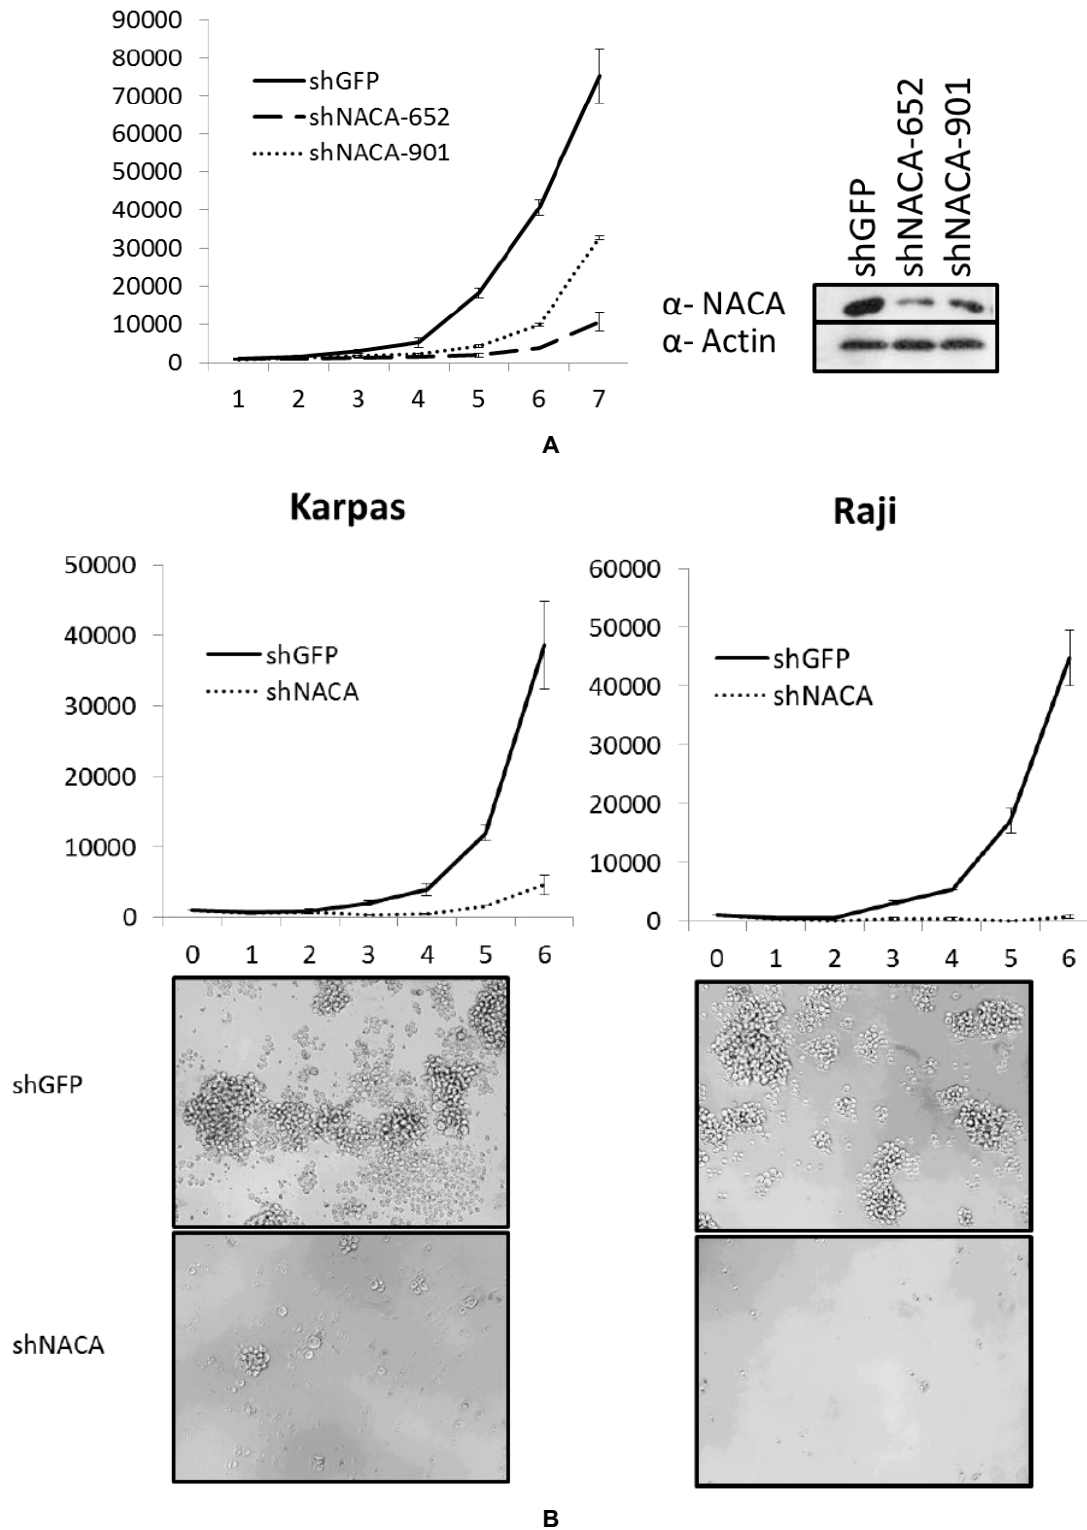 90000
80000
70000
60000
50000
40000
30000
20000
10000
0
shGFP
shNACA-652
shNACA-901
1 2 3 4 5 6 7
shGFP
shNACA-652
shNACA-901
α- NACA
α- Actin
A
Karpas
50000
40000
30000
20000
10000
0
shGFP
shNACA
0 1 2 3 4 5 6
Raji
60000
50000
40000
30000
20000
10000
0
shGFP
shNACA
0 1 2 3 4 5 6
shGFP
shNACA
B